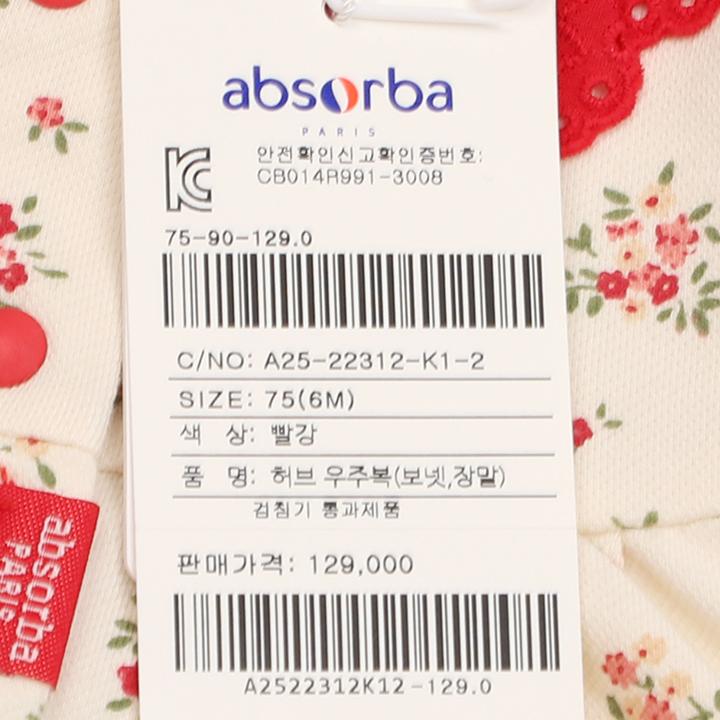 absorba
PARIS
안전확인신고확인증번호:
CB014R991-3008
75-90-129.0
C/NO: A25-22312-K1-2
SIZE: 75(6M)
색 상: 빨강
품 명: 허브 우주복(보넷,장말)
검침기 통과제품
판매가격: 129,000
A2522312K12-129.0
absorba
PARIS